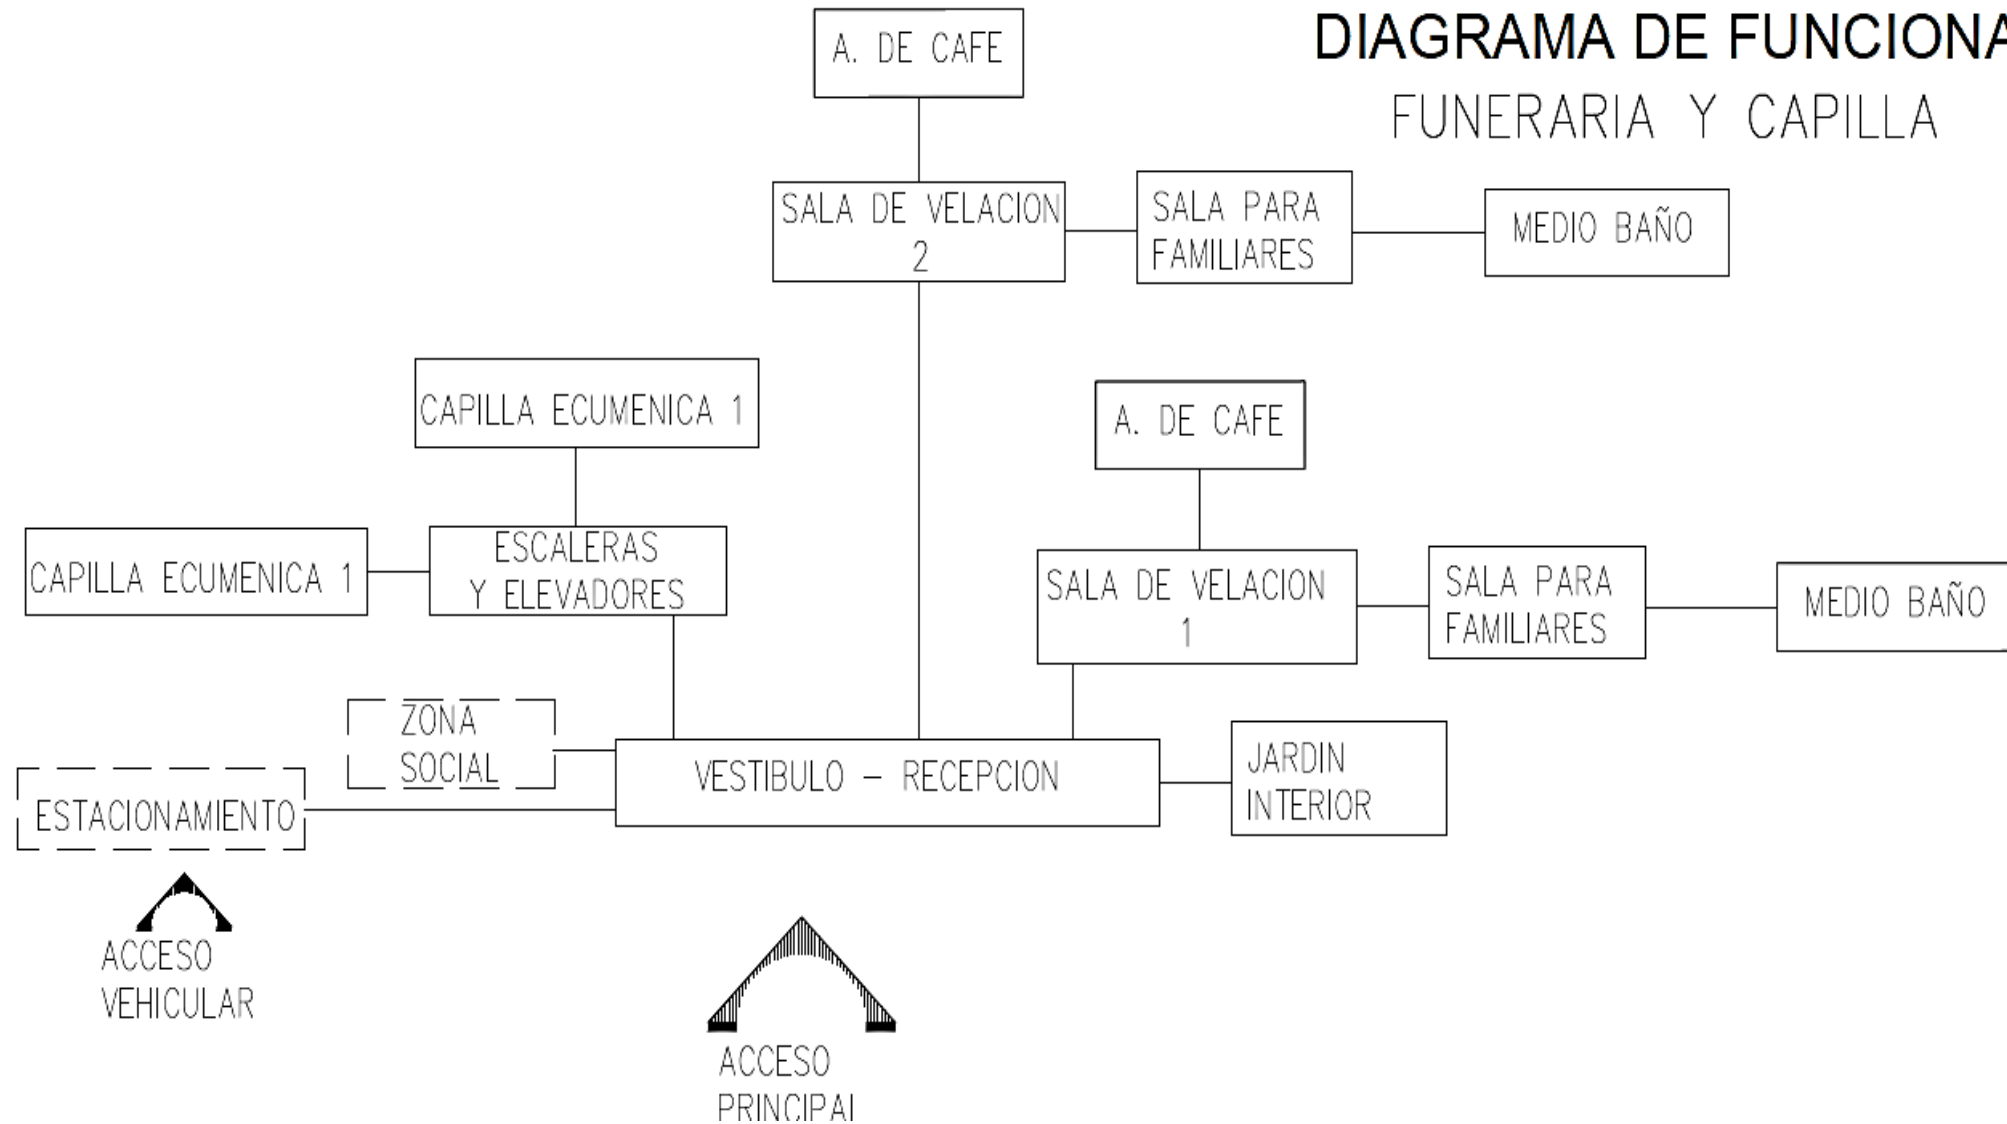 DIAGRAMA DE FUNCIONA
FUNERARIA Y CAPILLA
A. DE CAFE
SALA DE VELACION
2
SALA PARA
FAMILIARES
MEDIO BAÑO
CAPILLA ECUMENICA 1
A. DE CAFE
CAPILLA ECUMENICA 1
ESCALERAS
Y ELEVADORES
SALA DE VELACION
1
SALA PARA
FAMILIARES
MEDIO BAÑO
ZONA
SOCIAL
ESTACIONAMIENTO
VESTIBULO – RECEPCION
JARDIN
INTERIOR
ACCESO
VEHICULAR
ACCESO
PRINCIPAL